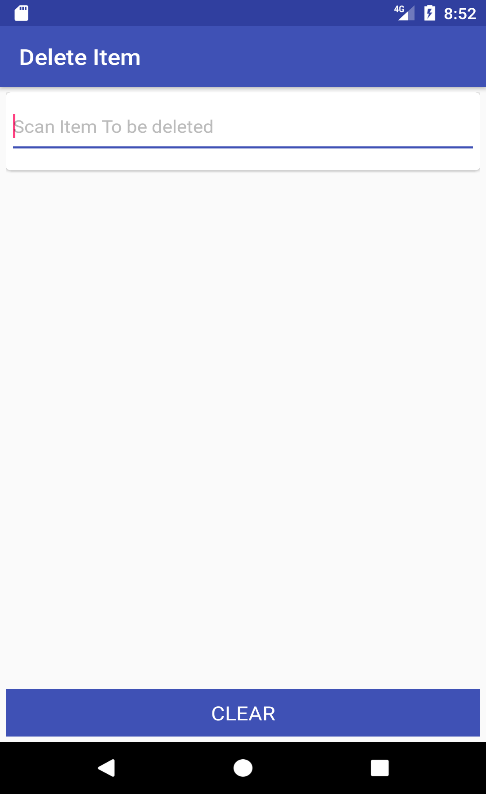 4G 8:52
Delete Item
Scan Item To be deleted
CLEAR